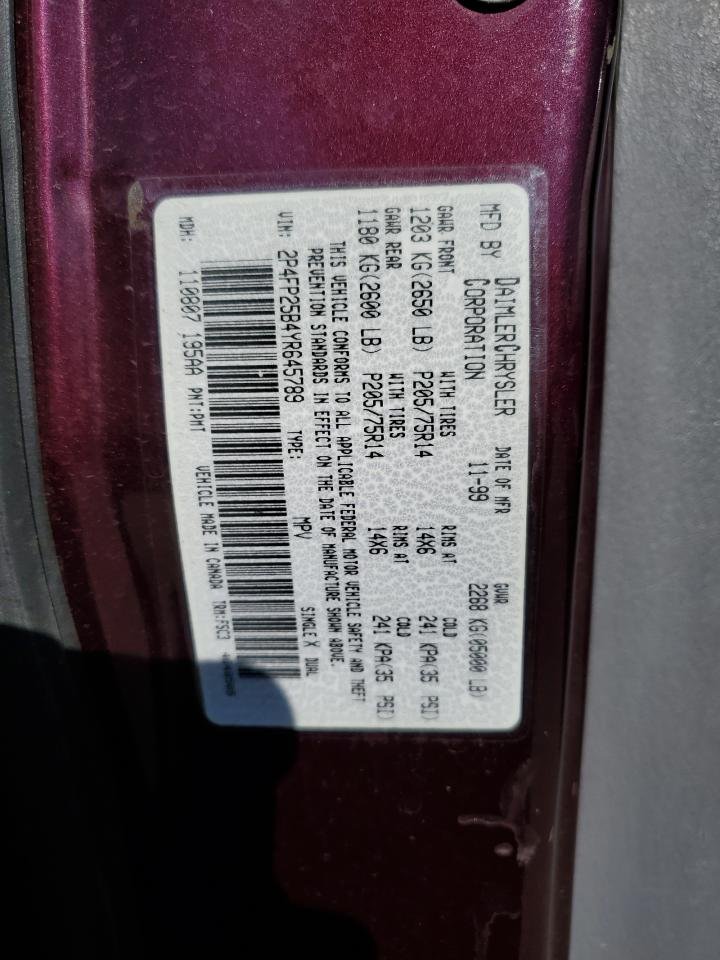 MFD BY DAIMLERCHRYSLER DATE OF MFR GVWR
CORPORATION 11-99 2268 KG(05000 LB)
GAWR FRONT WITH TIRES RIMS AT COLD
1203 KG(2650 LB) P205/75R14 14X6 241 KPA(35 PSI)
GAWR REAR WITH TIRES RIMS AT COLD
1180 KG(2600 LB) P205/75R14 14X6 241 KPA(35 PSI)
THIS VEHICLE CONFORMS TO ALL APPLICABLE FEDERAL MOTOR VEHICLE SAFETY AND THEFT
PREVENTION STANDARDS IN EFFECT ON THE DATE OF MANUFACTURE SHOWN ABOVE.
VIN: 2P4FP25B4YR645789 TYPE: MPV SINGLE X DUAL
MDH: 110807 195AA PNT:PMT VEHICLE MADE IN CANADA TRM:FSC3